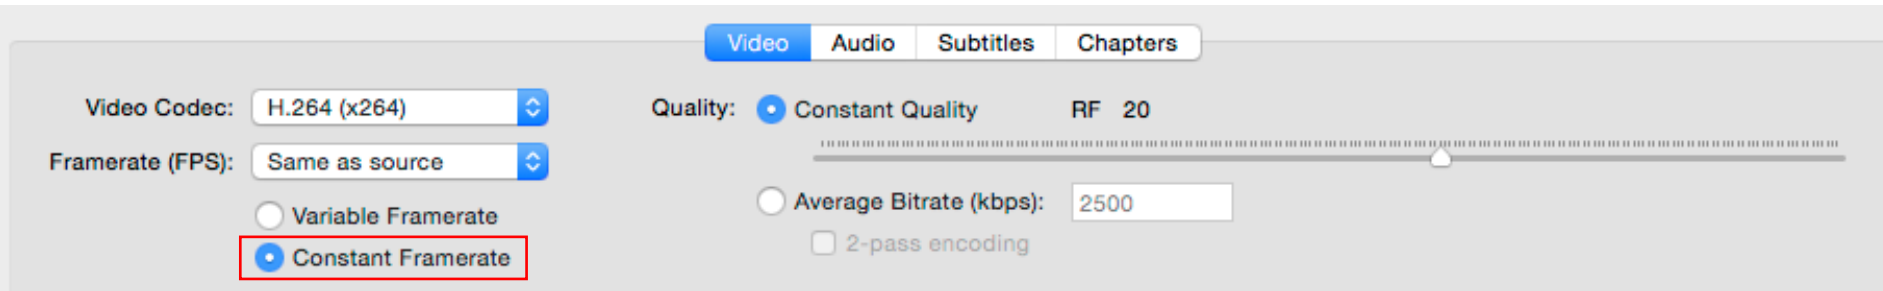 Video Audio Subtitles Chapters
Video Codec: H.264 (x264) Quality: Constant Quality RF 20
Framerate (FPS): Same as source
Average Bitrate (kbps): 2500
Variable Framerate
2-pass encoding
Constant Framerate